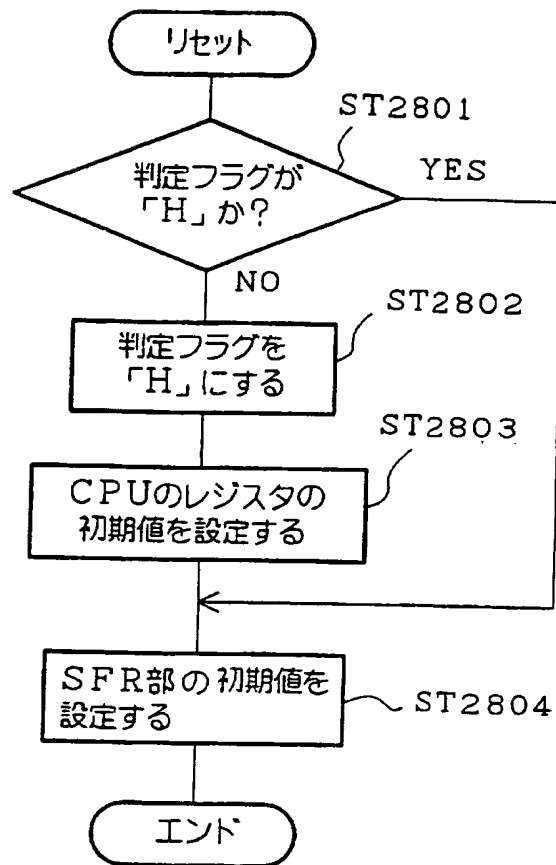 リセット
ST2801
判定フラグが
「H」か?
YES
NO
ST2802
判定フラグを
「H」にする
ST2803
CPUのレジスタの
初期値を設定する
SFR部の初期値を
設定する
ST2804
エンド